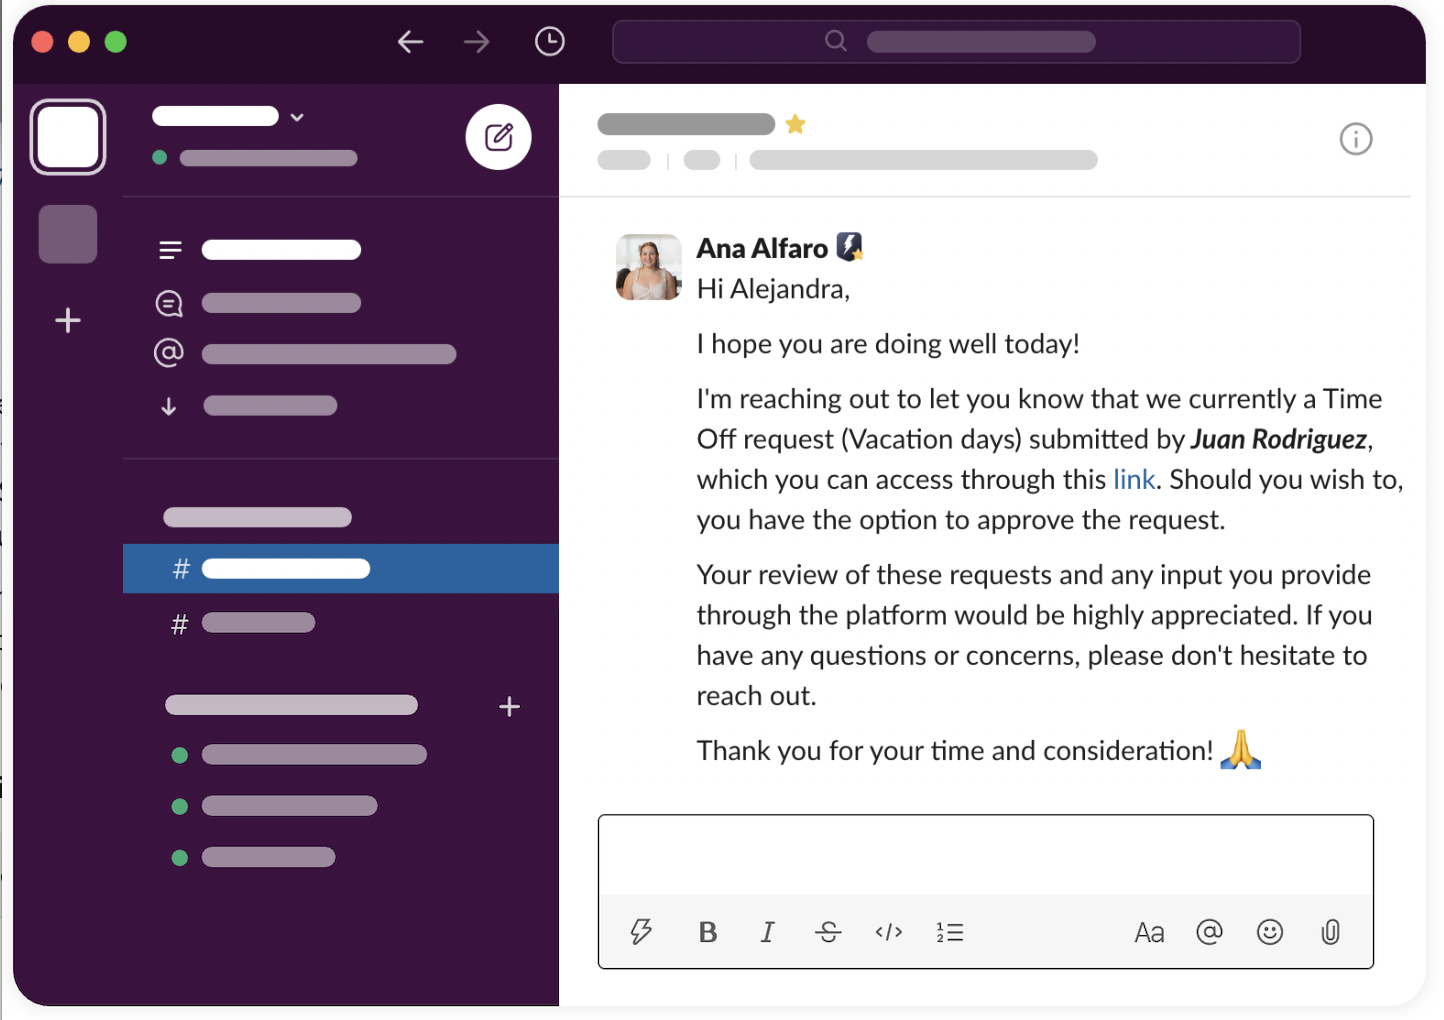 Ana Alfaro
Hi Alejandra,
I hope you are doing well today!
I'm reaching out to let you know that we currently a Time
Off request (Vacation days) submitted by Juan Rodriguez,
which you can access through this link. Should you wish to,
you have the option to approve the request.
Your review of these requests and any input you provide
through the platform would be highly appreciated. If you
have any questions or concerns, please don't hesitate to
reach out.
Thank you for your time and consideration!
B I S </> Aa @